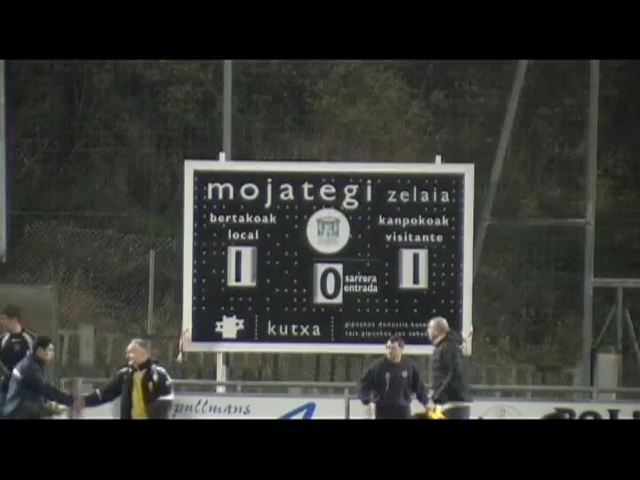 mojategi zelaia
bertakoak kanpokoak
local visitante
1 1
0 sarrera
entrada
kutxa
pullmans